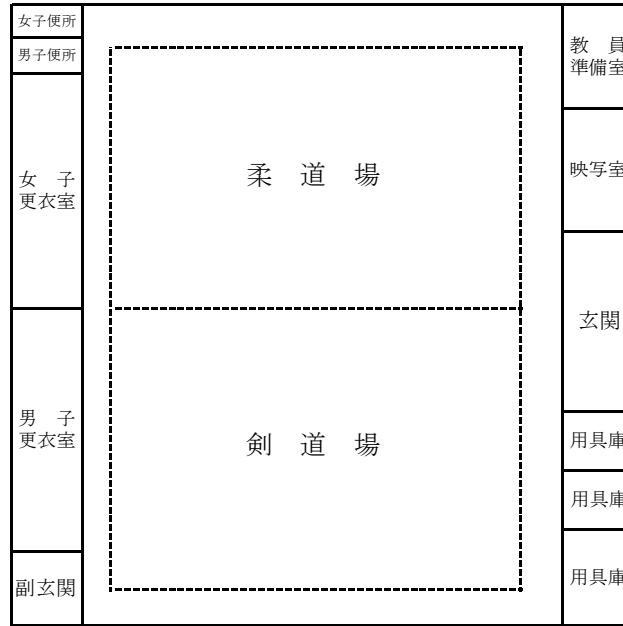 女子便所
男子便所
女 子
更衣室
男 子
更衣室
副玄関
柔 道 場
剣 道 場
教 員
準備室
映写室
玄関
用具庫
用具庫
用具庫